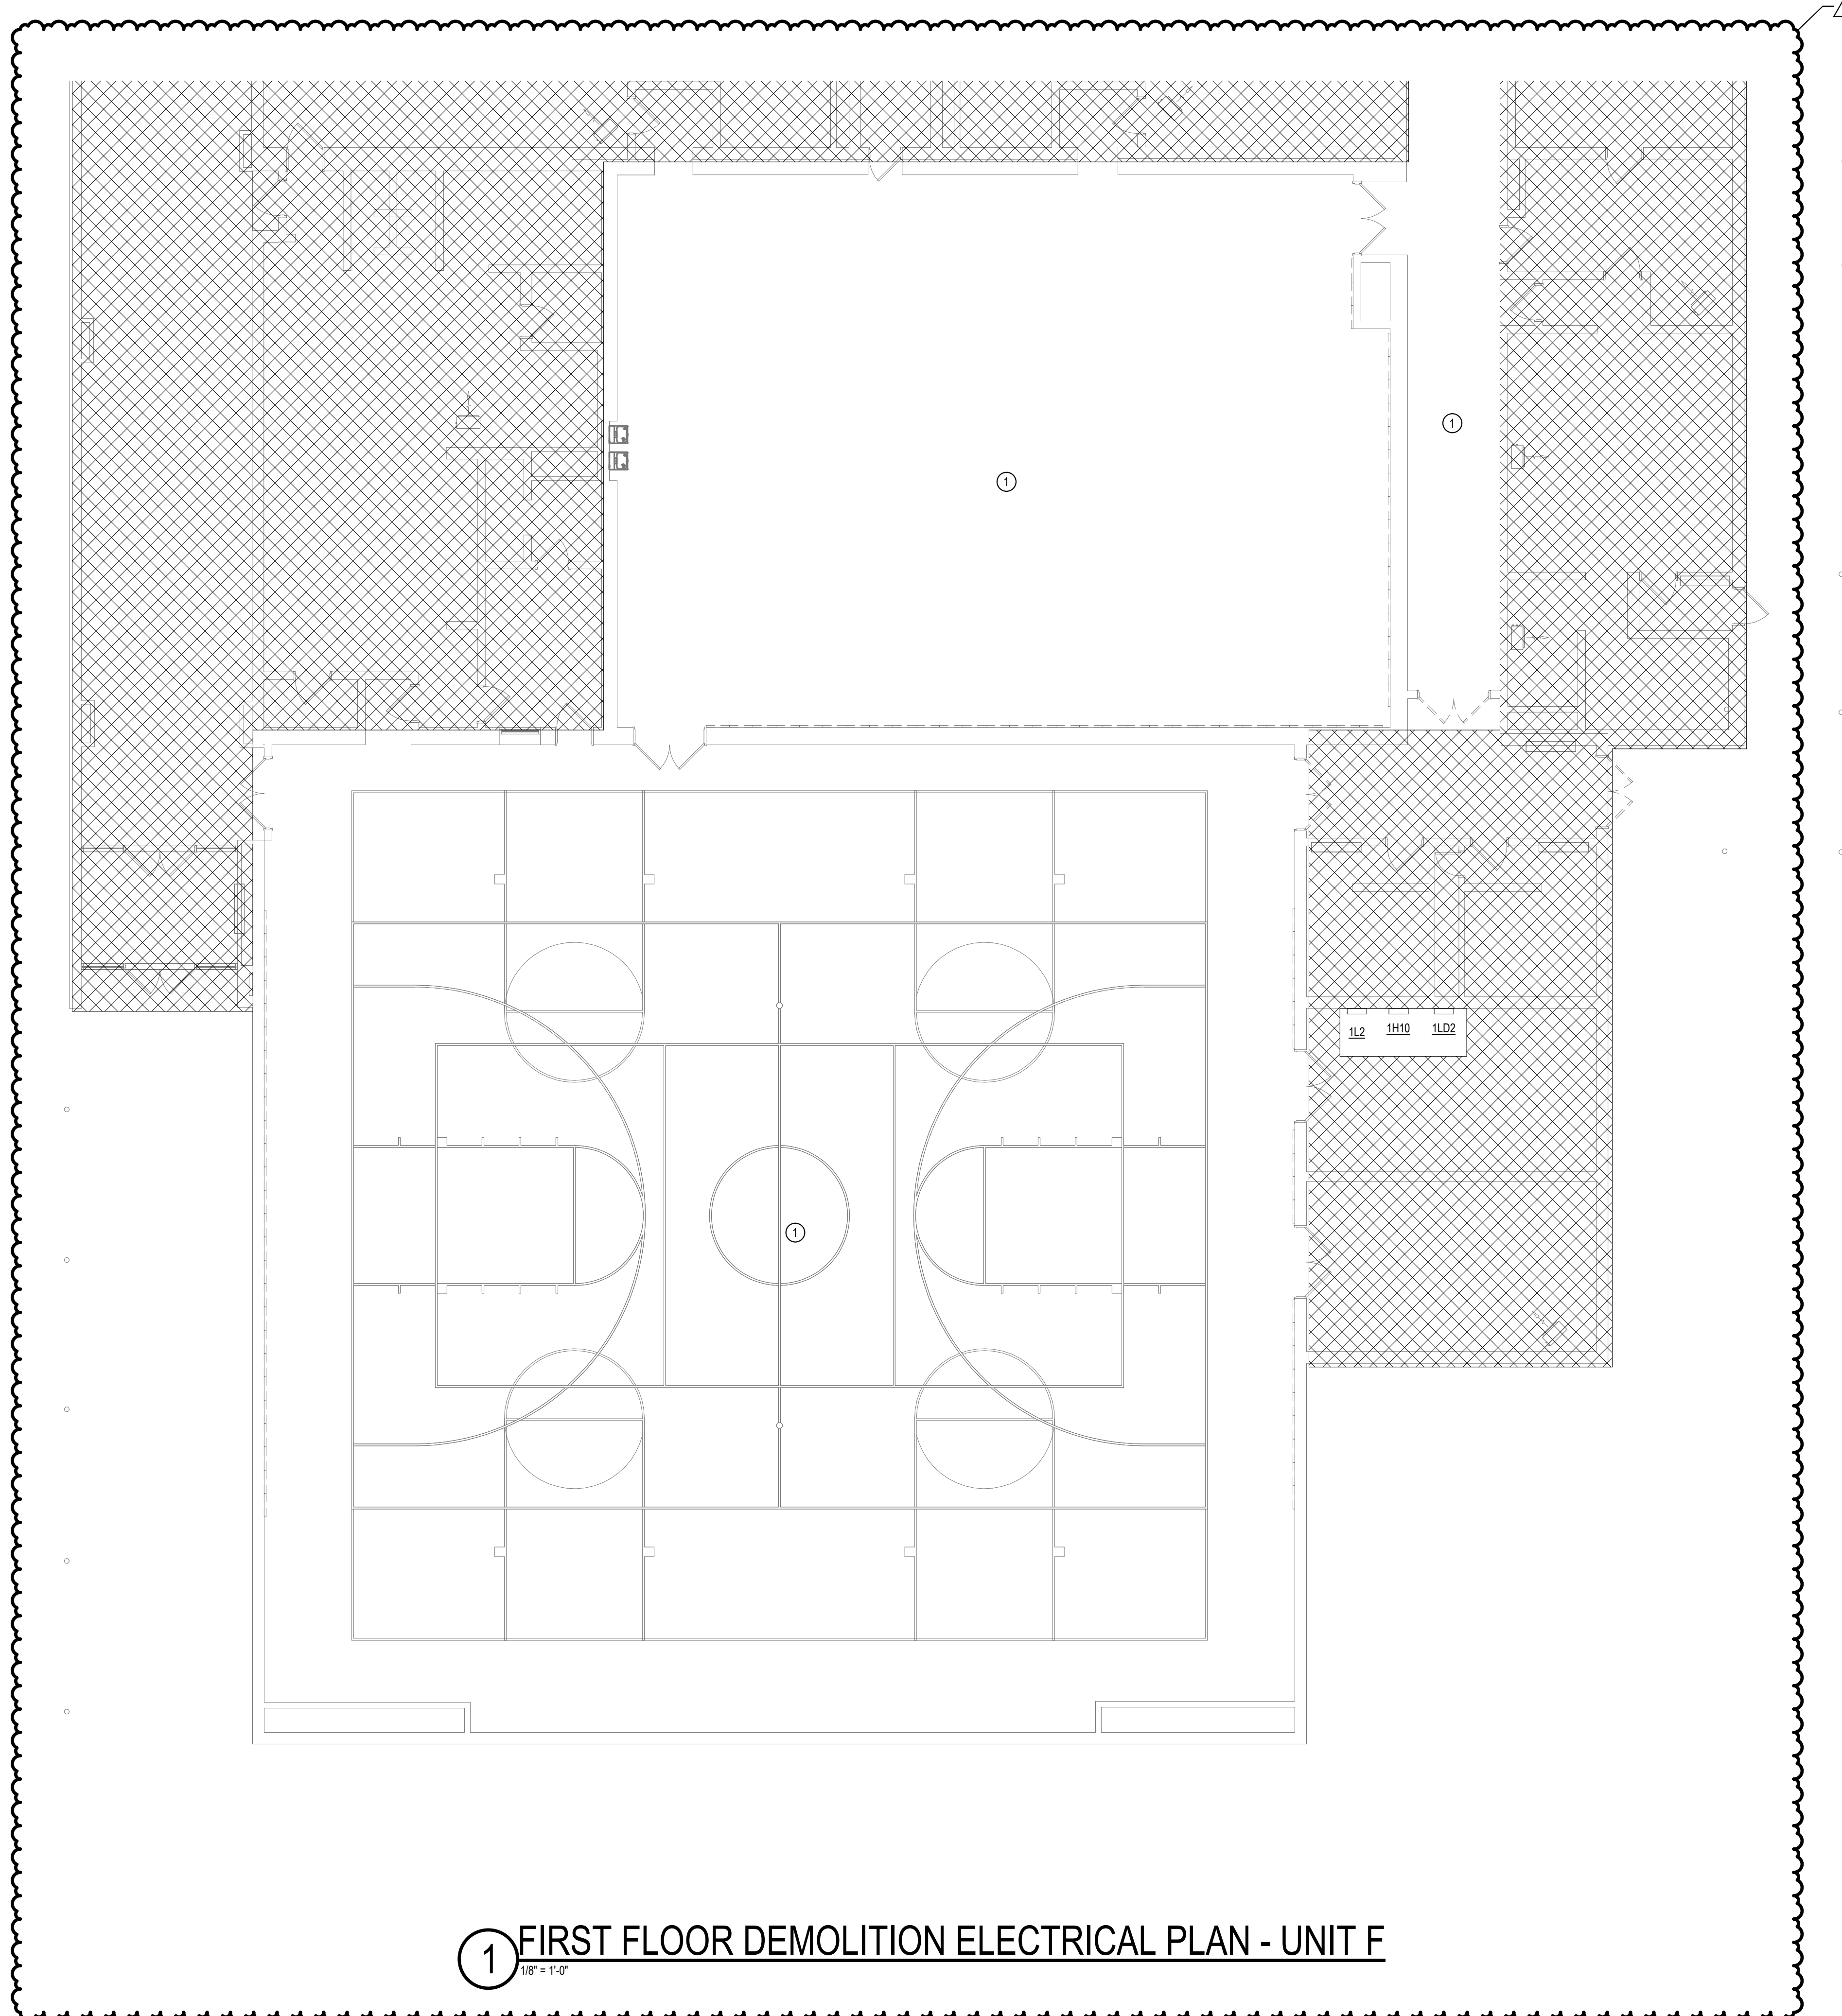 1
1
1L2 1H10 1LD2
1
1 FIRST FLOOR DEMOLITION ELECTRICAL PLAN - UNIT F
1/8" = 1'-0"